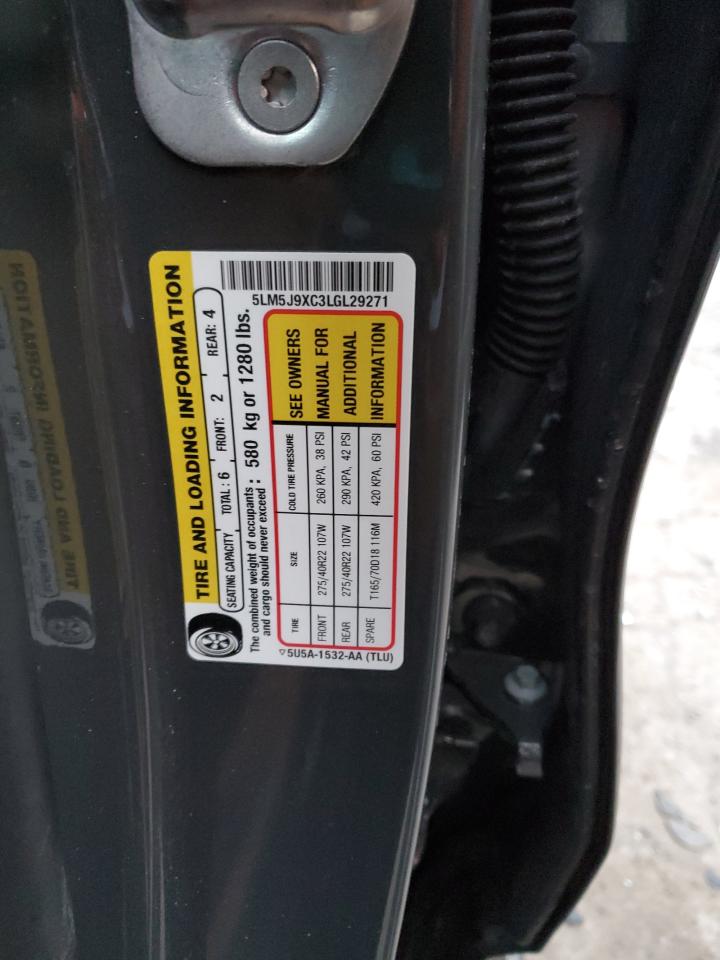 5LM5J9XC3LGL29271
TIRE AND LOADING INFORMATION
SEATING CAPACITY TOTAL: 6 FRONT: 2 REAR: 4
The combined weight of occupants and cargo should never exceed : 580 kg or 1280 lbs.
TIRE SIZE COLD TIRE PRESSURE
FRONT 275/40R22 107W 260 KPA, 38 PSI
REAR 275/40R22 107W 290 KPA, 42 PSI
SPARE T165/70D18 116M 420 KPA, 60 PSI
SEE OWNERS
MANUAL FOR
ADDITIONAL
INFORMATION
▽5U5A-1532-AA (TLU)